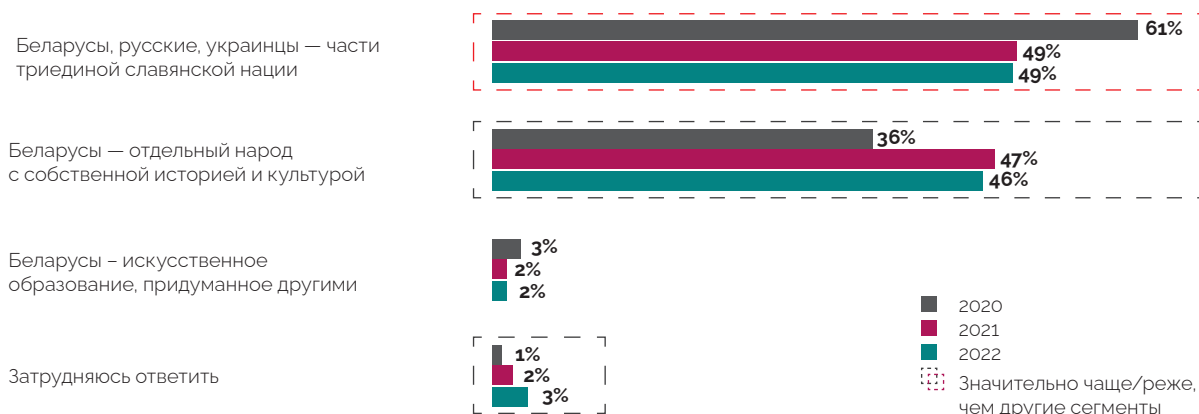 Беларусы, русские, украинцы — части
триединой славянской нации
61%
49%
49%
Беларусы — отдельный народ
с собственной историей и культурой
36%
47%
46%
Беларусы – искусственное
образование, придуманное другими
3%
2%
2%
Затрудняюсь ответить
1%
2%
3%
2020
2021
2022
Значительно чаще/реже,
чем другие сегменты